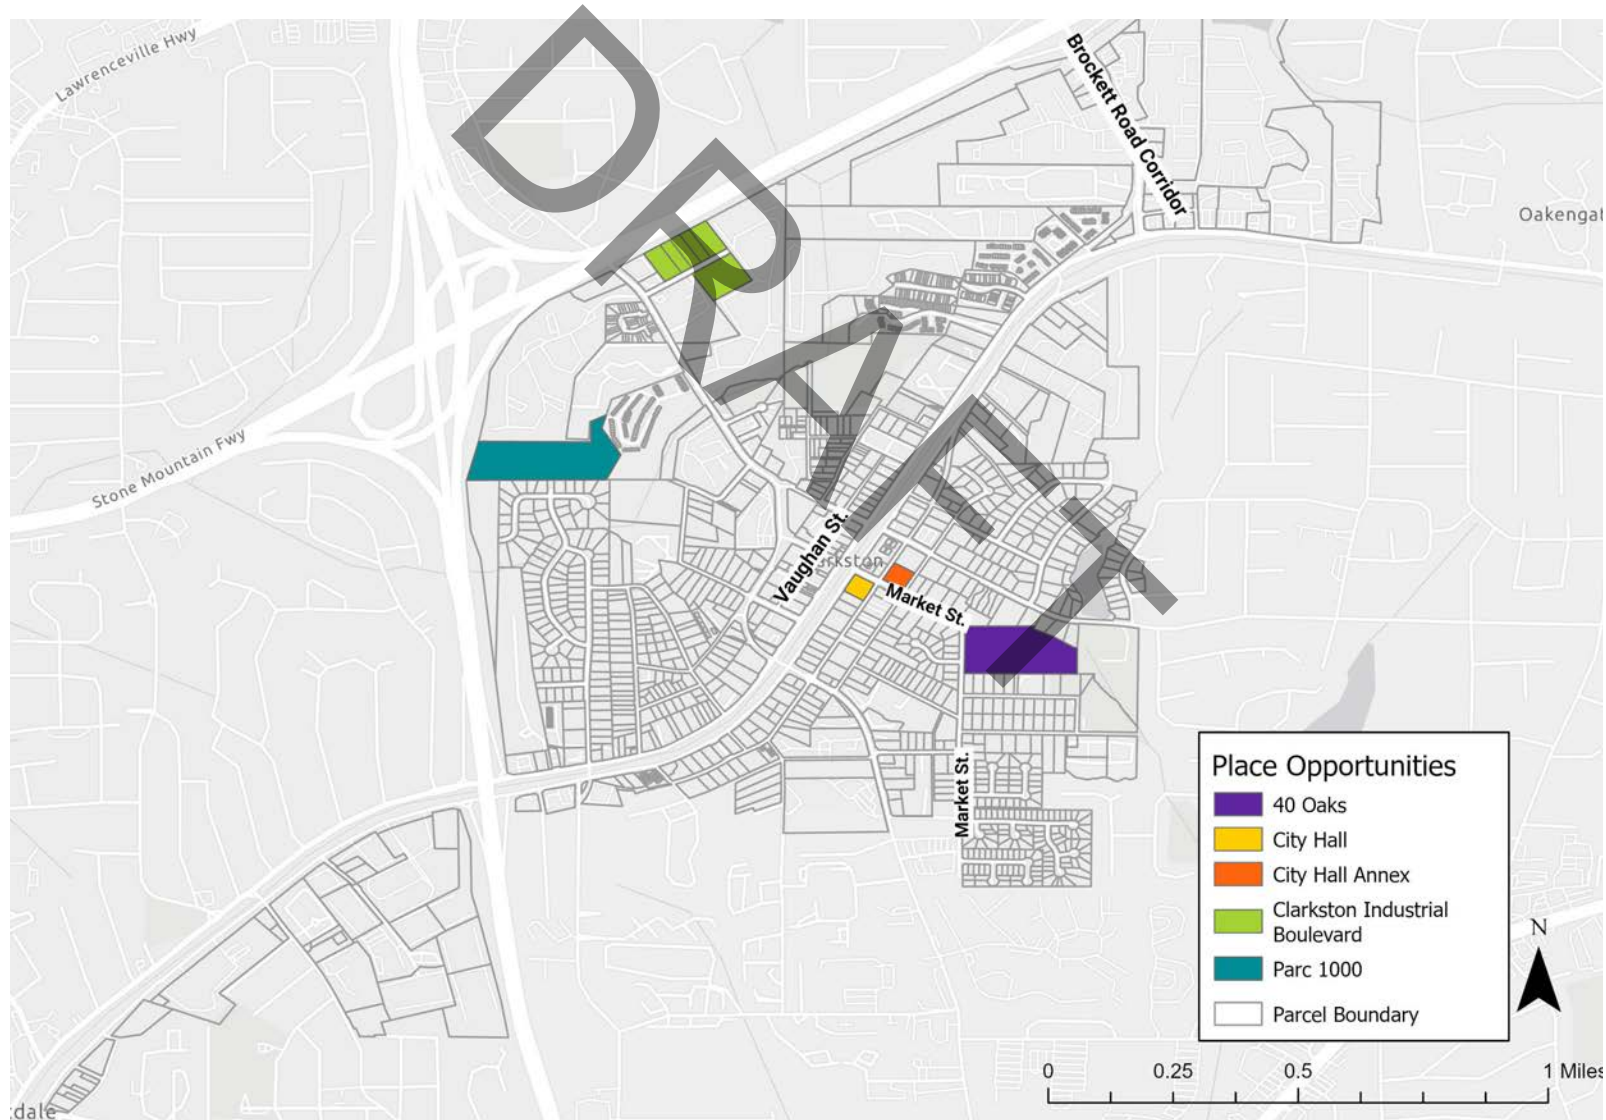 Lawrenceville Hwy
Brockett Road Corridor
Oakengat
DRAFT
Stone Mountain Fwy
Vaughan St.
rkston
Market St.
Market St.
Place Opportunities
40 Oaks
City Hall
City Hall Annex
Clarkston Industrial
Boulevard
Parc 1000
Parcel Boundary
N
0 0.25 0.5 1 Miles
dale